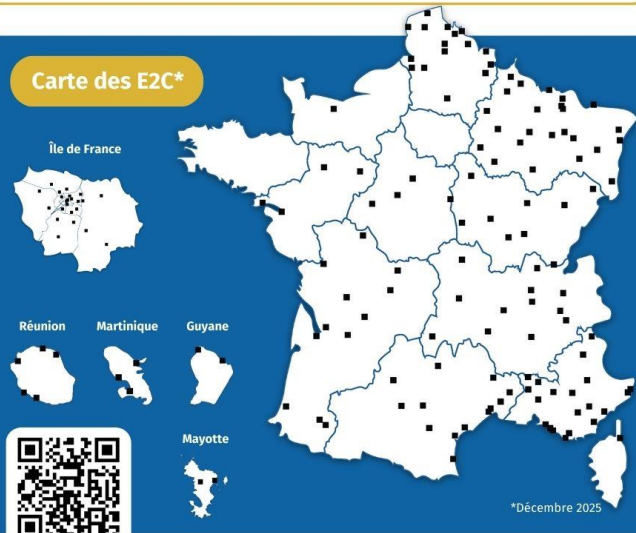 Carte des E2C*
Île de France
Réunion
Martinique
Guyane
Mayotte
*Décembre 2025